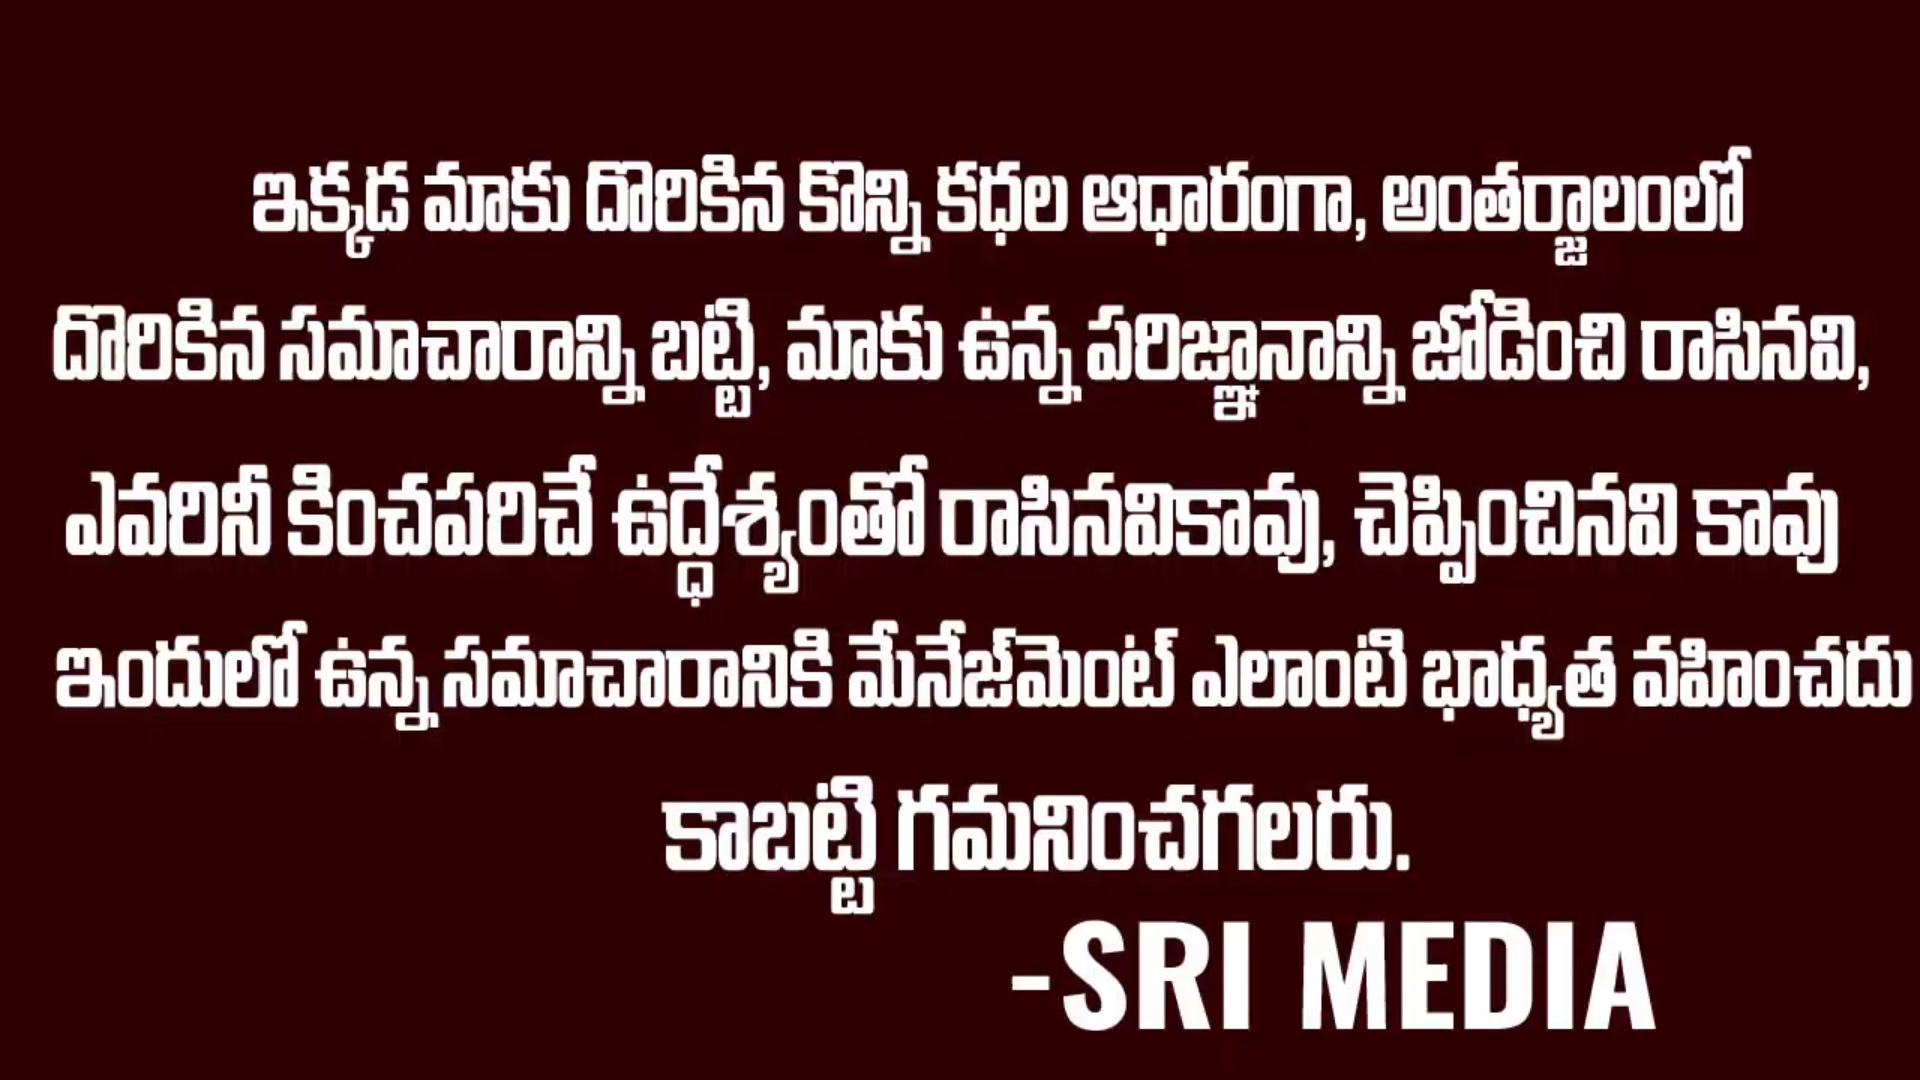 ఇక్కడ మాకు దొరికిన కొన్ని కధల ఆధారంగా, అంతర్జాలంలో
దొరికిన సమాచారాన్ని బట్టి, మాకు ఉన్న పరిజ్ఞానాన్ని జోడించి రాసినవి,
ఎవరినీ కించపరిచే ఉద్ధేశ్యంతో రాసినవికావు, చెప్పించినవి కావు
ఇందులో ఉన్న సమాచారానికి మేనేజ్‌మెంట్ ఎలాంటి భాధ్యత వహించదు
కాబట్టి గమనించగలరు.
-SRI MEDIA